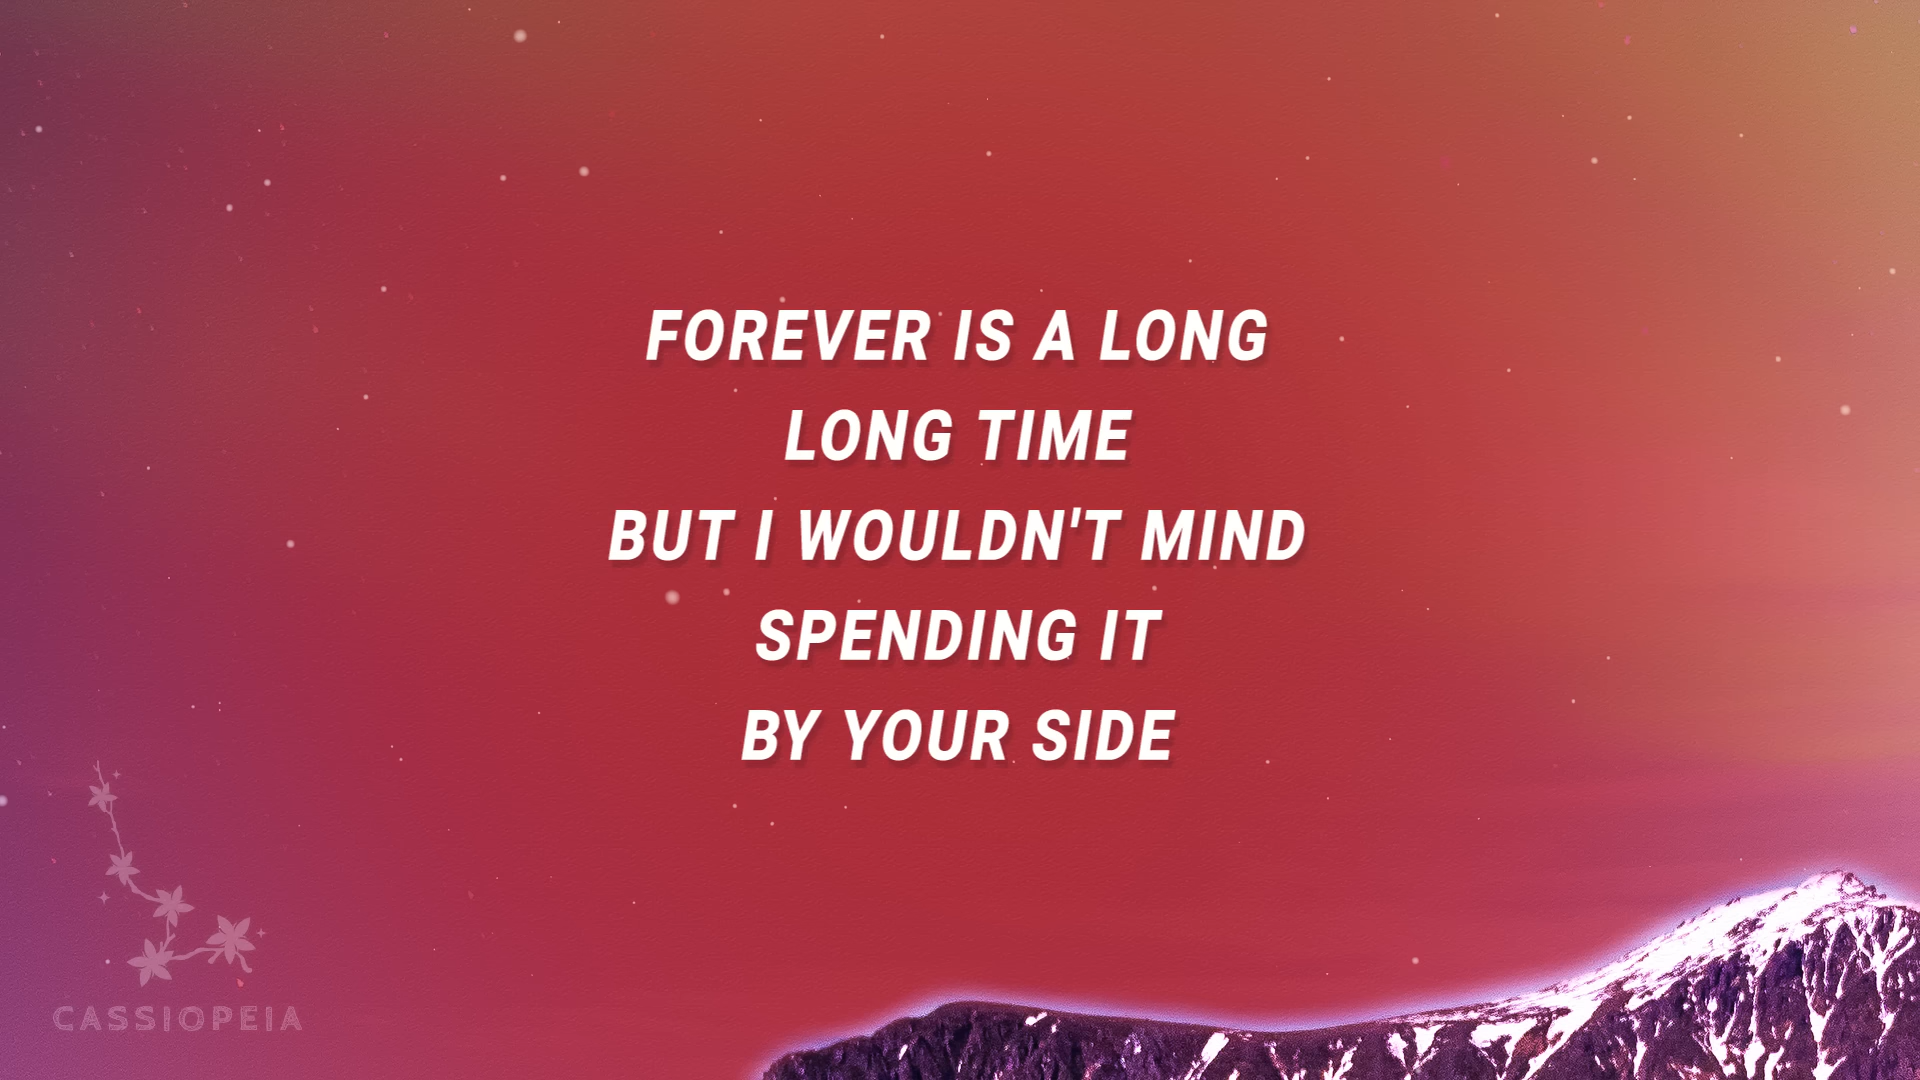 FOREVER IS A LONG
LONG TIME
BUT I WOULDN'T MIND
SPENDING IT
BY YOUR SIDE
CASSIOPEIA